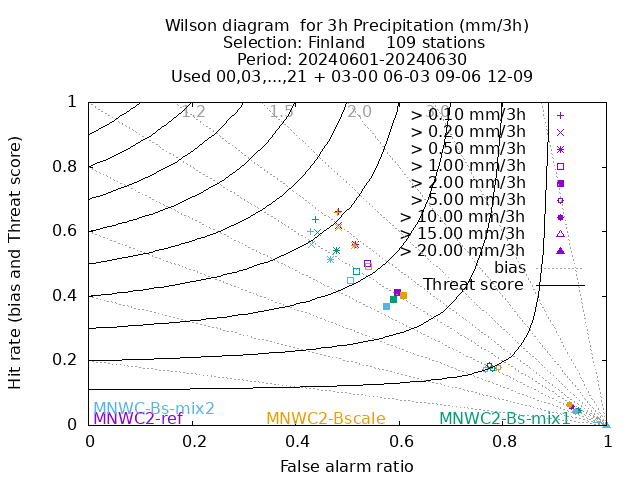 Wilson diagram  for 3h Precipitation (mm/3h)
Selection: Finland    109 stations
Period: 20240601-20240630
Used 00,03,...,21 + 03-00 06-03 09-06 12-09
1.2 1.5 2.0 3.0
> 0.10 mm/3h
> 0.20 mm/3h
> 0.50 mm/3h
> 1.00 mm/3h
> 2.00 mm/3h
> 5.00 mm/3h
> 10.00 mm/3h
> 15.00 mm/3h
> 20.00 mm/3h
bias
Threat score
Hit rate (bias and Threat score)
1
0.8
0.6
0.4
0.2
0
MNWC-Bs-mix2
MNWC2-ref MNWC2-Bscale MNWC2-Bs-mix1
0 0.2 0.4 0.6 0.8 1
False alarm ratio